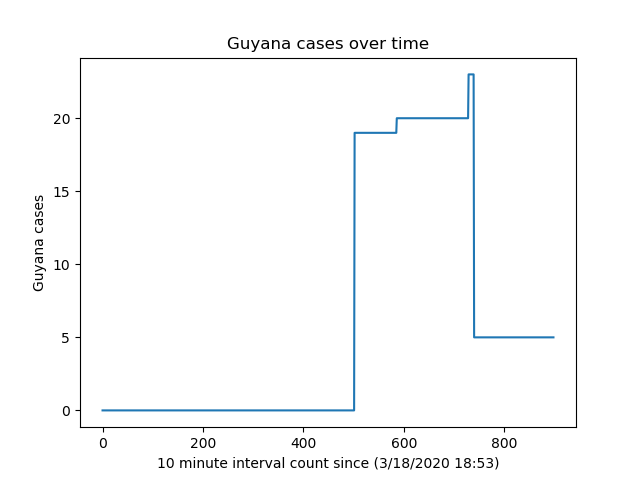 Guyana cases over time
Guyana cases
20
15
10
5
0
0 200 400 600 800
10 minute interval count since (3/18/2020 18:53)